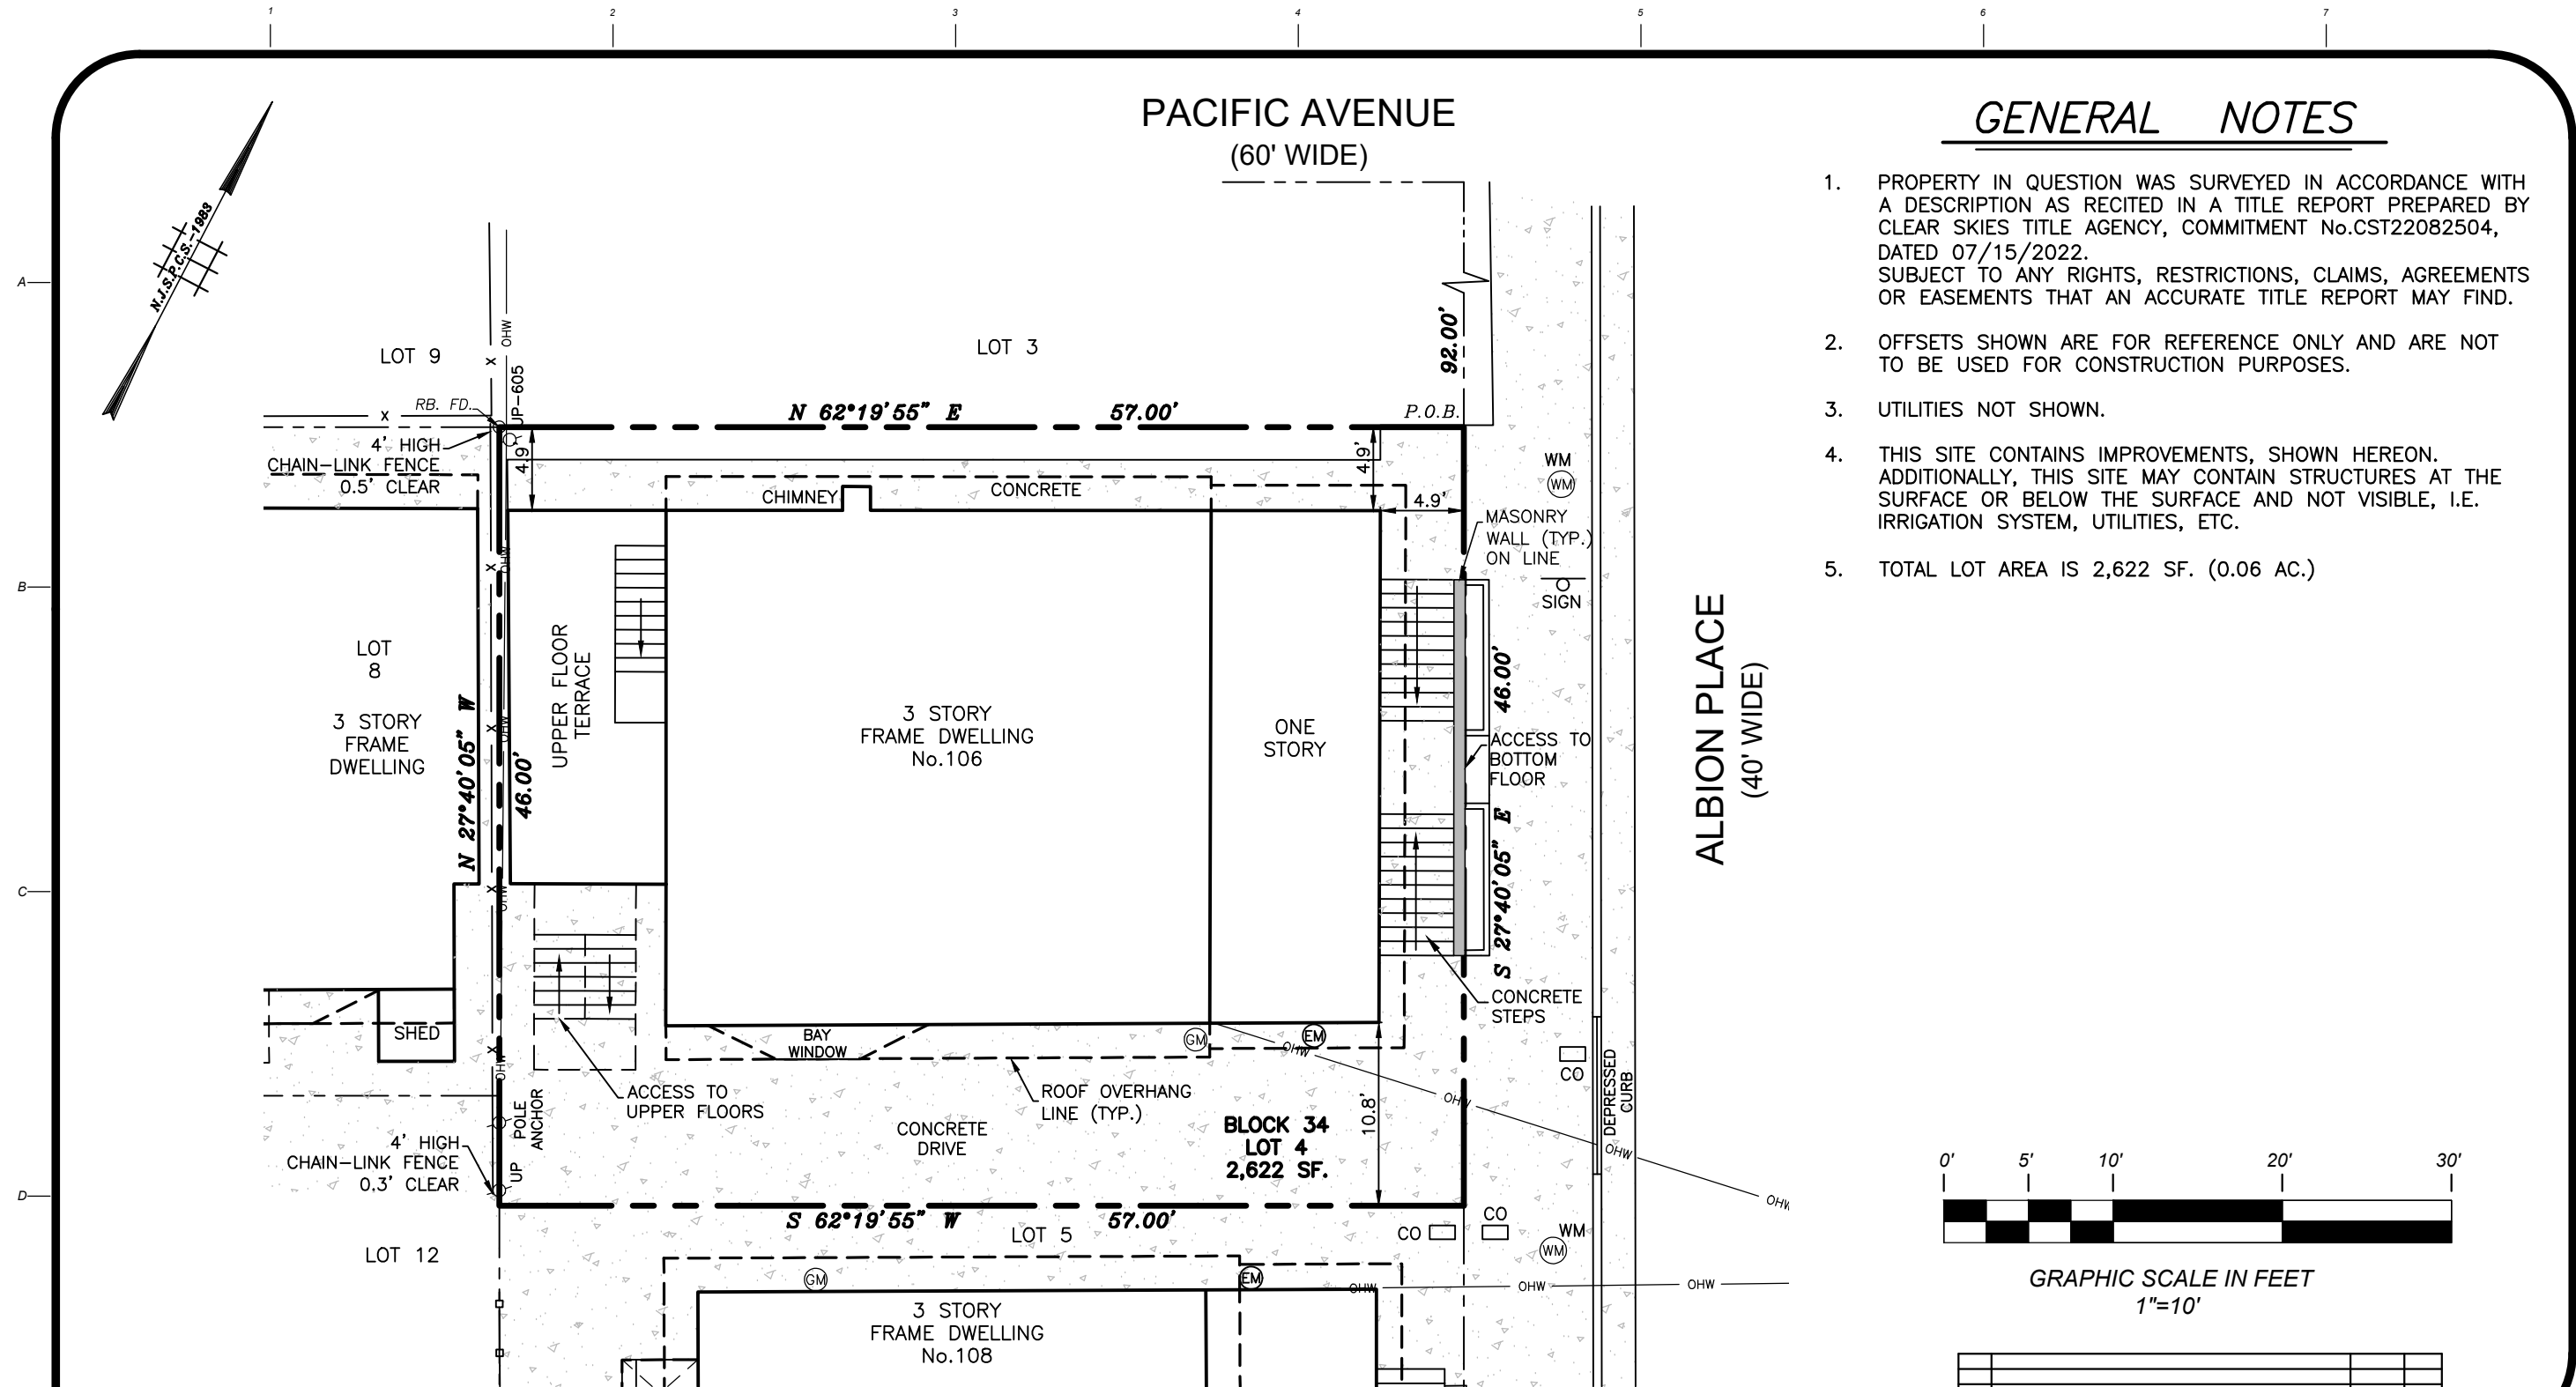 1
2
3
4
5
6
7
A
B
C
D
N.J.S.P.C.S.-1983
PACIFIC AVENUE
(60' WIDE)
GENERAL NOTES
1. PROPERTY IN QUESTION WAS SURVEYED IN ACCORDANCE WITH
A DESCRIPTION AS RECITED IN A TITLE REPORT PREPARED BY
CLEAR SKIES TITLE AGENCY, COMMITMENT No.CST22082504,
DATED 07/15/2022.
SUBJECT TO ANY RIGHTS, RESTRICTIONS, CLAIMS, AGREEMENTS
OR EASEMENTS THAT AN ACCURATE TITLE REPORT MAY FIND.
2. OFFSETS SHOWN ARE FOR REFERENCE ONLY AND ARE NOT
TO BE USED FOR CONSTRUCTION PURPOSES.
3. UTILITIES NOT SHOWN.
4. THIS SITE CONTAINS IMPROVEMENTS, SHOWN HEREON.
ADDITIONALLY, THIS SITE MAY CONTAIN STRUCTURES AT THE
SURFACE OR BELOW THE SURFACE AND NOT VISIBLE, I.E.
IRRIGATION SYSTEM, UTILITIES, ETC.
5. TOTAL LOT AREA IS 2,622 SF. (0.06 AC.)
LOT 9
LOT 3
92.00'
OHW
X
X
RB. FD.
UP-605
N 62°19'55" E 57.00'
P.O.B.
4' HIGH
CHAIN-LINK FENCE
0.5' CLEAR
4.9'
4.9'
4.9'
CHIMNEY
CONCRETE
WM
WM
MASONRY
WALL (TYP.)
ON LINE
SIGN
OHW
X
LOT
8
3 STORY
FRAME
DWELLING
N 27°40'05" W
46.00'
X
OHW
UPPER FLOOR
TERRACE
3 STORY
FRAME DWELLING
No.106
ONE
STORY
46.00'
S 27°40'05" E
ACCESS TO
BOTTOM
FLOOR
ALBION PLACE
(40' WIDE)
X
OHW
CONCRETE
STEPS
SHED
X
OHW
BAY
WINDOW
GM
EM
OHW
OHW
OHW
OHW
CO
DEPRESSED
CURB
ACCESS TO
UPPER FLOORS
ROOF OVERHANG
LINE (TYP.)
POLE
ANCHOR
UP
4' HIGH
CHAIN-LINK FENCE
0.3' CLEAR
CONCRETE
DRIVE
BLOCK 34
LOT 4
2,622 SF.
10.8'
S 62°19'55" W 57.00'
LOT 5
LOT 12
CO
CO
WM
WM
GM
EM
OHW
OHW
OHW
3 STORY
FRAME DWELLING
No.108
0' 5' 10' 20' 30'
GRAPHIC SCALE IN FEET
1"=10'